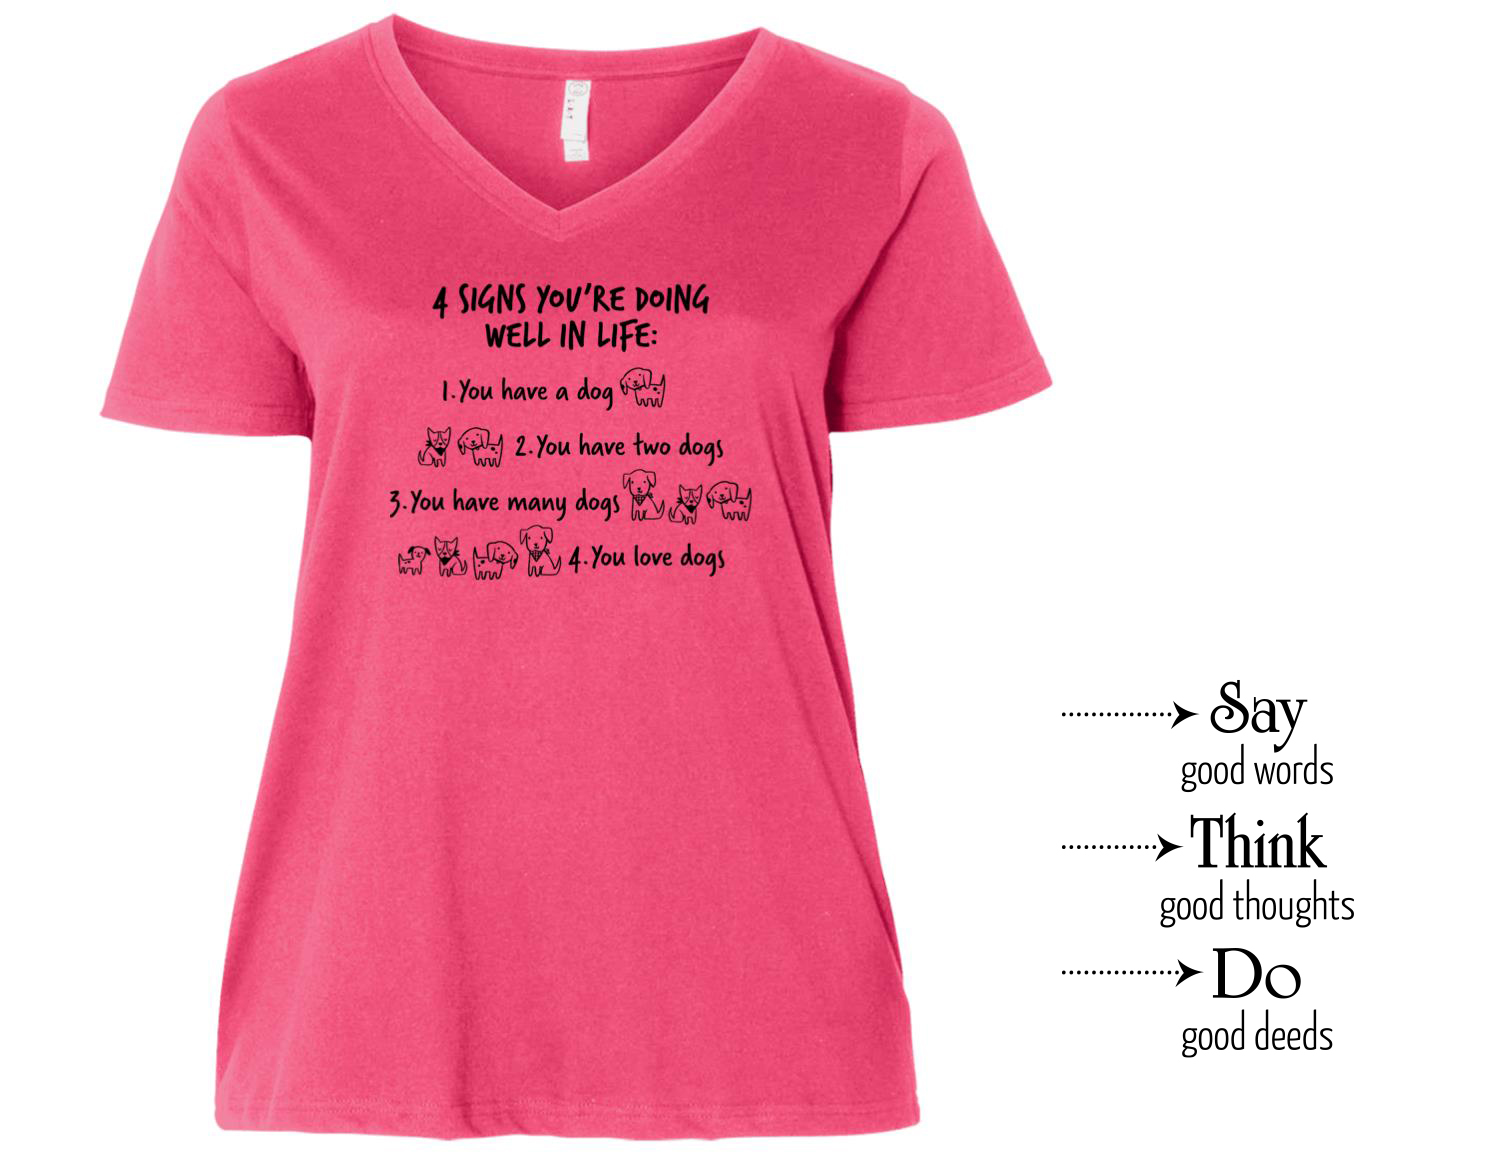 4 SIGNS YOU'RE DOING
WELL IN LIFE:
1. You have a dog
2. You have two dogs
3. You have many dogs
4. You love dogs
Say
good words
Think
good thoughts
Do
good deeds